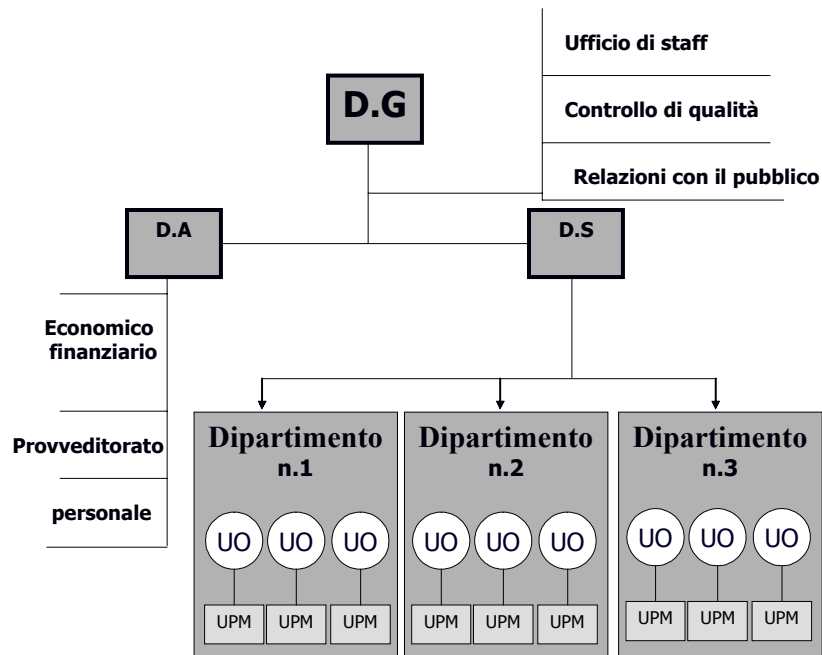 Ufficio di staff
D.G
Controllo di qualità
Relazioni con il pubblico
D.A
D.S
Economico
finanziario
Provveditorato
personale
Dipartimento
n.1
UO UO UO
UPM UPM UPM
Dipartimento
n.2
UO UO UO
UPM UPM UPM
Dipartimento
n.3
UO UO UO
UPM UPM UPM